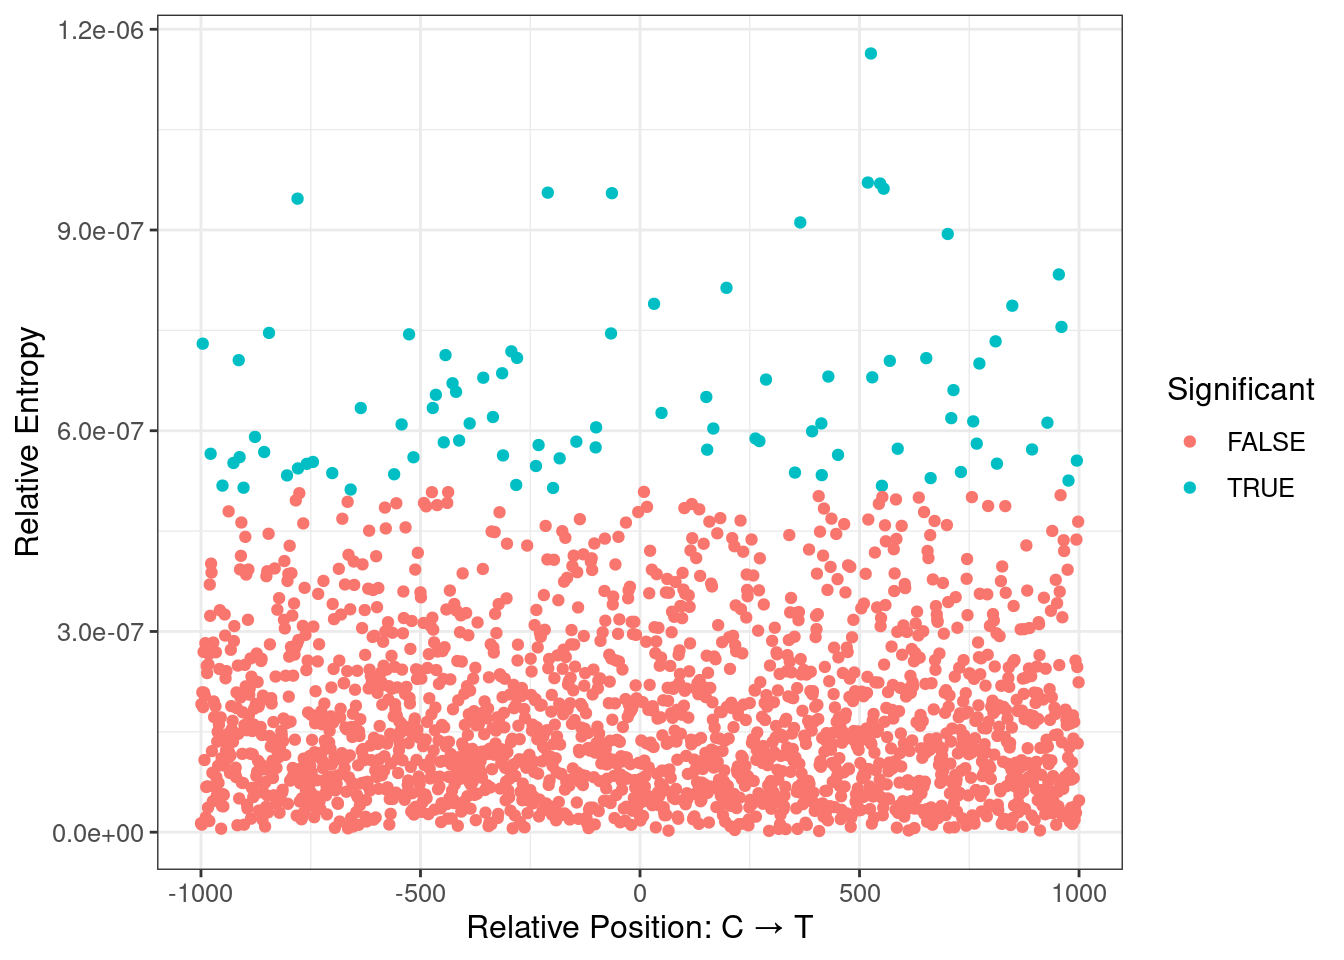 1.2e-06
9.0e-07
6.0e-07
3.0e-07
0.0e+00
Relative Entropy
-1000 -500 0 500 1000
Relative Position: C → T
Significant
FALSE
TRUE